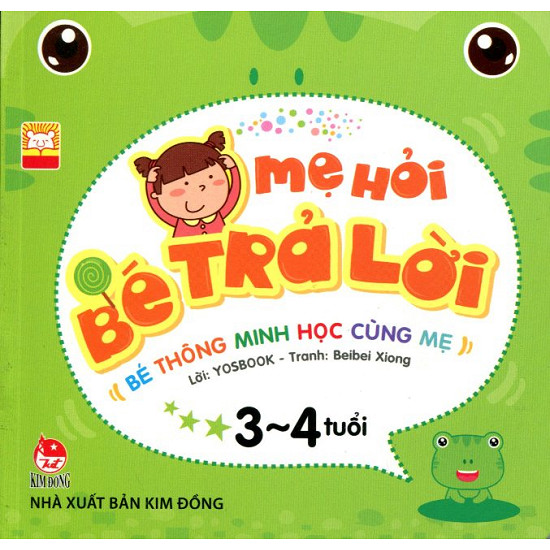 MẸ HỎI
BÉ TRẢ LỜI
BÉ THÔNG MINH HỌC CÙNG MẸ
Lời: YOSBOOK - Tranh: Beibei Xiong
3~4 tuổi
KIM ĐỒNG
NHÀ XUẤT BẢN KIM ĐỒNG